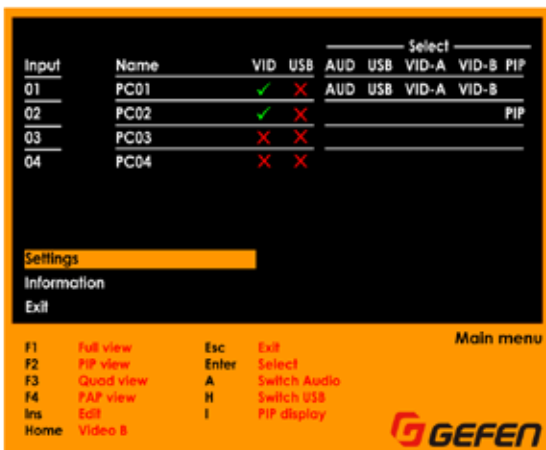 Select
Input Name VID USB AUD USB VID-A VID-B PIP
01 PC01 AUD USB VID-A VID-B
02 PC02 PIP
03 PC03
04 PC04
Settings
Information
Exit
Main menu
F1 Full view Esc Exit
F2 PIP view Enter Select
F3 Quad view A Switch Audio
F4 PAP view H Switch USB
Ins Edit I PIP display
Home Video B
GEFEN